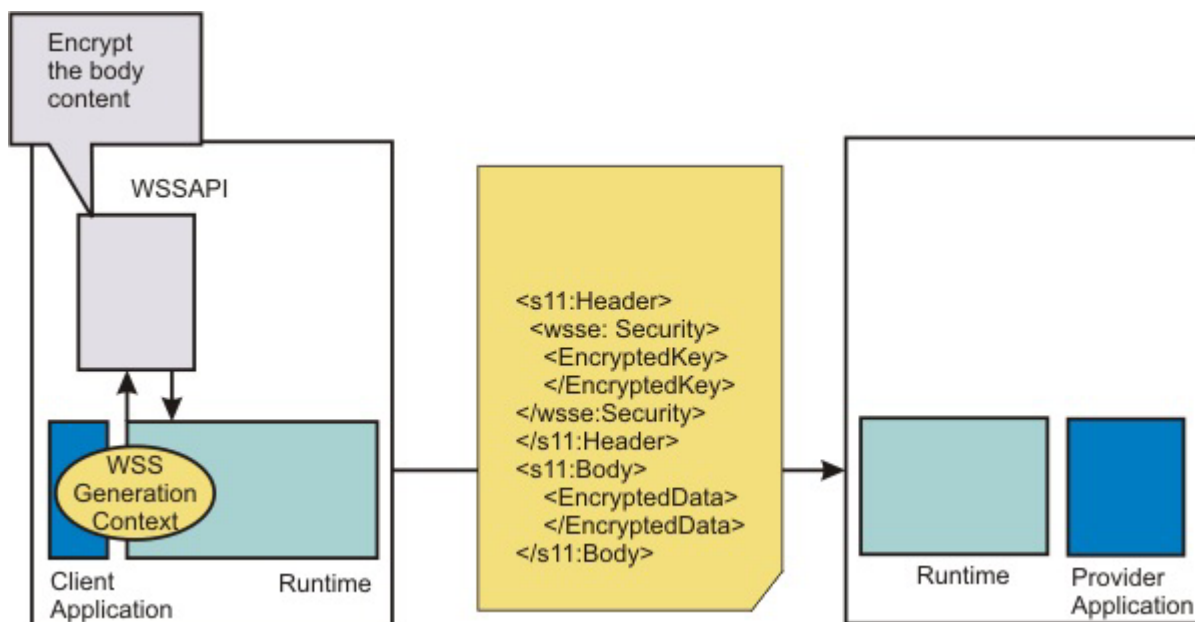 Encrypt
the body
content
WSSAPI
WSS
Generation
Context
Client
Application
Runtime
<s11:Header>
<wsse: Security>
<EncryptedKey>
</EncryptedKey>
</wsse:Security>
</s11:Header>
<s11:Body>
<EncryptedData>
</EncryptedData>
</s11:Body>
Runtime
Provider
Application